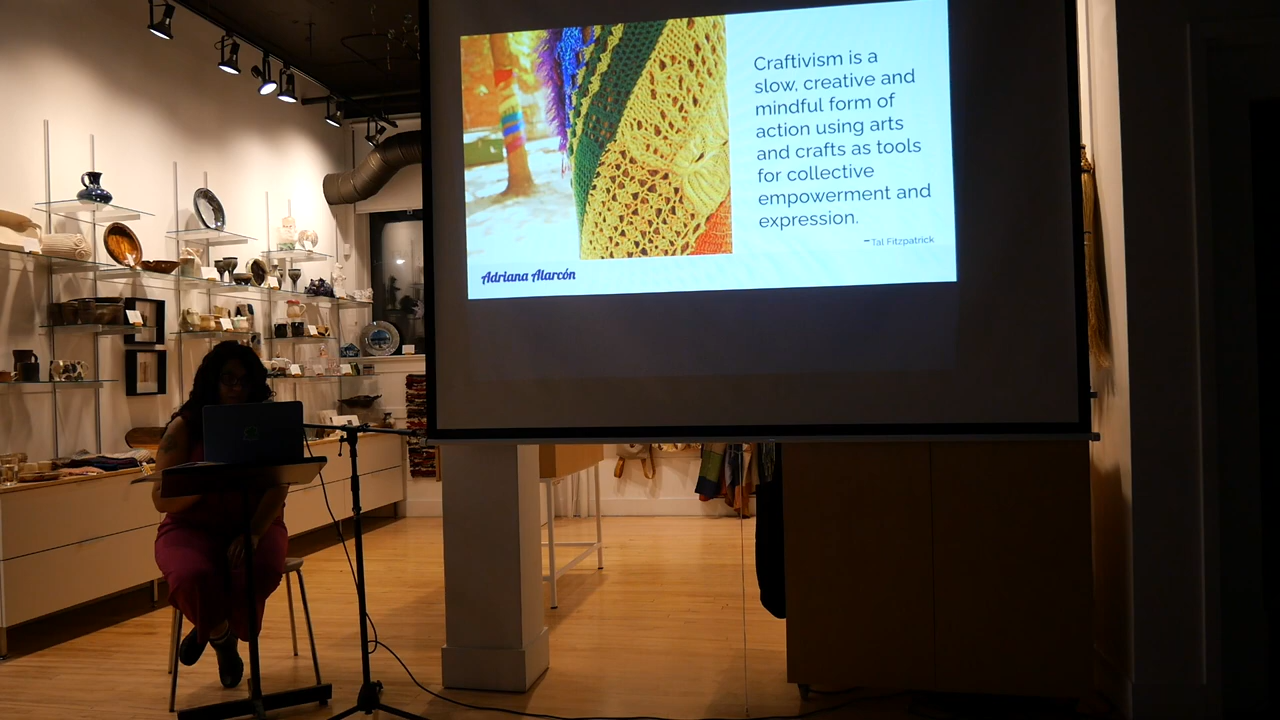 Craftivism is a
slow, creative and
mindful form of
action using arts
and crafts as tools
for collective
empowerment and
expression.
–Tal Fitzpatrick
Adriana Alarcón